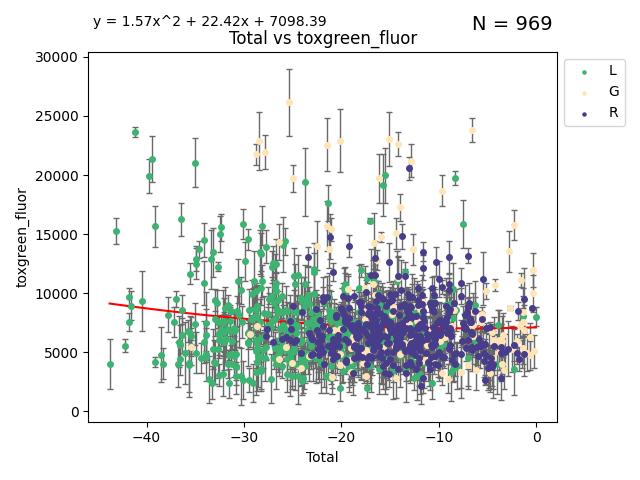 y = 1.57x^2 + 22.42x + 7098.39
N = 969
Total vs toxgreen_fluor
30000
25000
20000
15000
10000
5000
0
toxgreen_fluor
−40
−30
−20
−10
0
Total
L
G
R